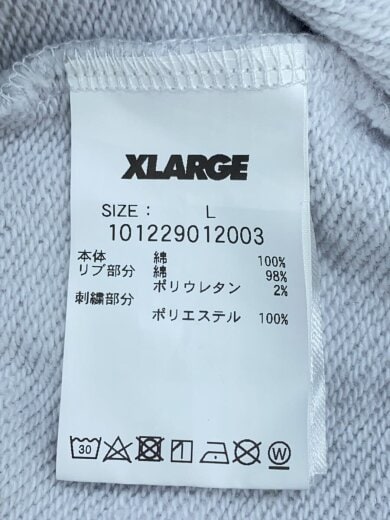 XLARGE
SIZE : L
101229012003
本体 綿 100%
リブ部分 綿 98%
ポリウレタン 2%
刺繍部分
ポリエステル 100%
30 W